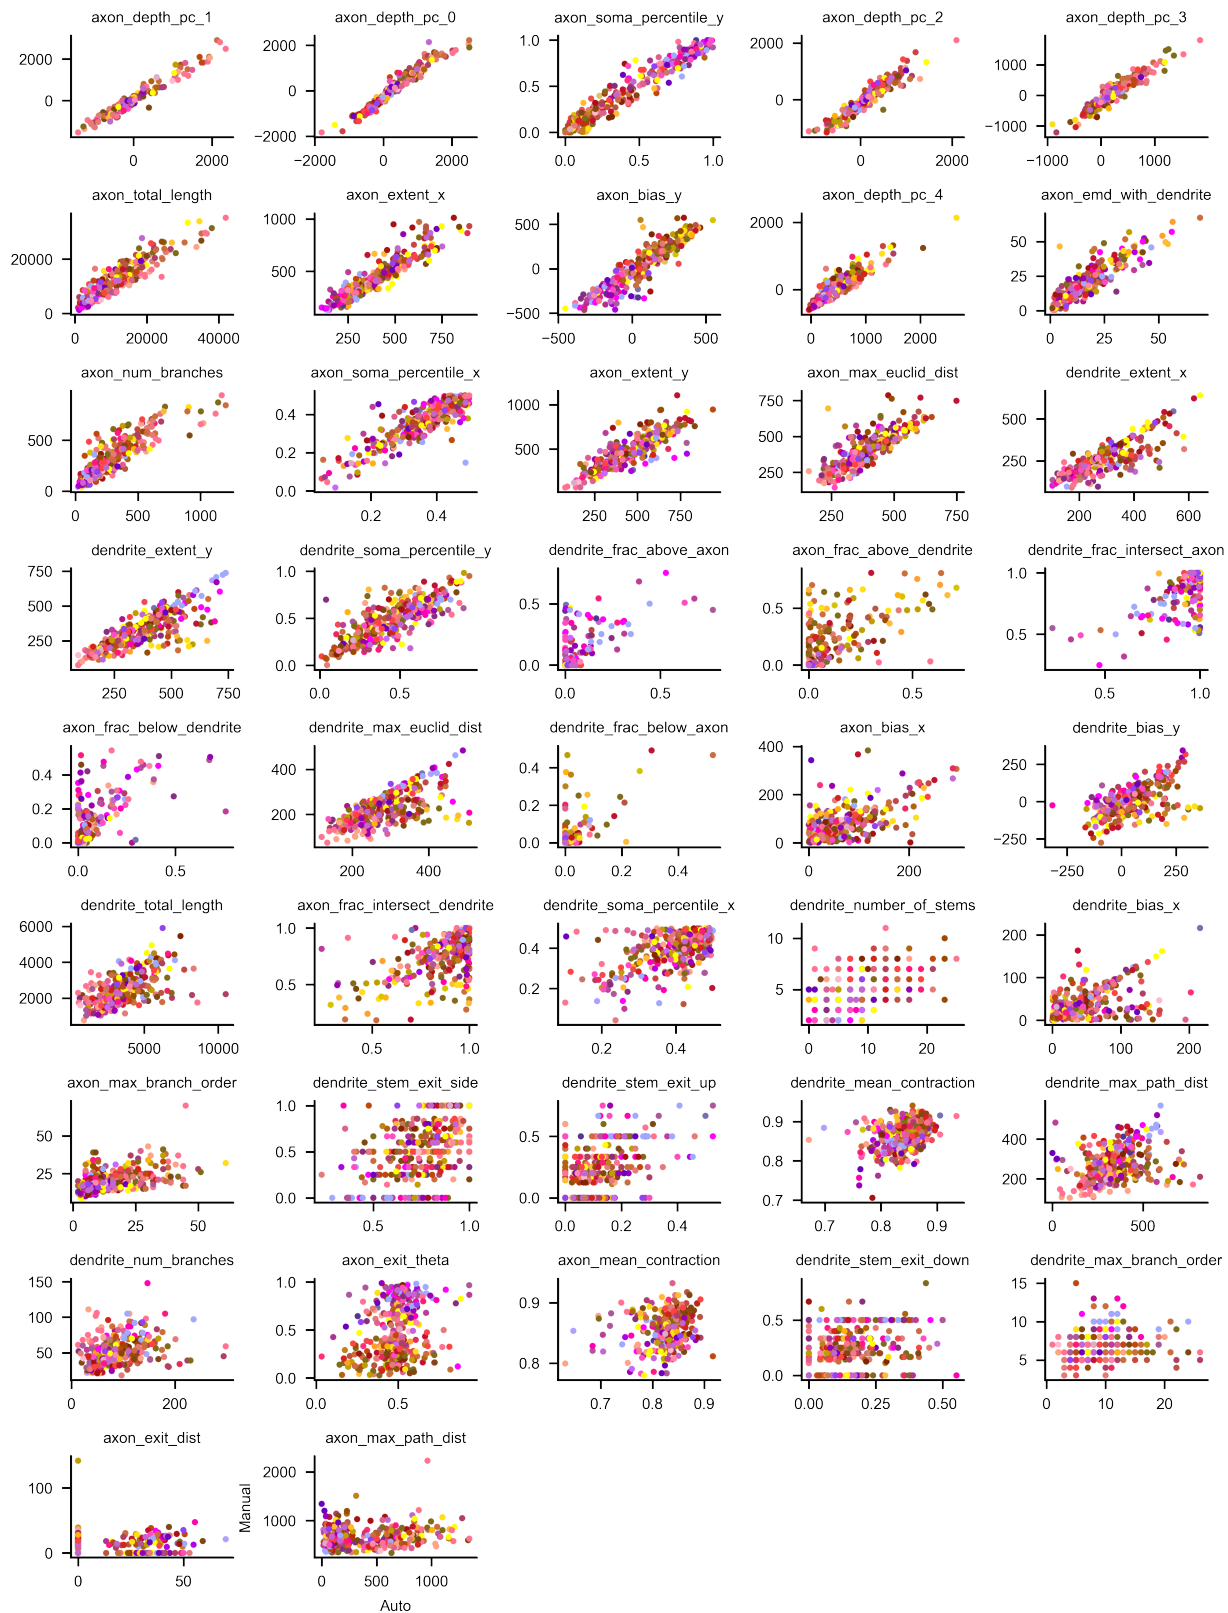 axon_depth_pc_1 axon_depth_pc_0 axon_soma_percentile_y axon_depth_pc_2 axon_depth_pc_3
2000 2000 1.0 2000 1000
0 0 0.5 0 0
−2000 0.0 −1000
0 2000 −2000 0 2000 0.0 0.5 1.0 0 2000 −1000 0 1000
axon_total_length axon_extent_x axon_bias_y axon_depth_pc_4 axon_emd_with_dendrite
20000 1000 500 2000 50
0 500 0 0 25
−500 0
0 20000 40000 250 500 750 −500 0 500 0 1000 2000 0 25 50
axon_num_branches axon_soma_percentile_x axon_extent_y axon_max_euclid_dist dendrite_extent_x
500 0.4 1000 750 500
0 0.2 500 500 250
0.0 250
0 500 1000 0.2 0.4 250 500 750 250 500 750 200 400 600
dendrite_extent_y dendrite_soma_percentile_y dendrite_frac_above_axon axon_frac_above_dendrite dendrite_frac_intersect_axon
750 1.0 0.5 0.5 1.0
500 0.5 0.0 0.0 0.5
250 0.0
250 500 750 0.0 0.5 0.0 0.5 0.0 0.5 0.5 1.0
axon_frac_below_dendrite dendrite_max_euclid_dist dendrite_frac_below_axon axon_bias_x dendrite_bias_y
0.4 400 0.4 400 250
0.2 200 0.2 200 0
0.0 0.0 0 −250
0.0 0.5 200 400 0.0 0.2 0.4 0 200 −250 0 250
dendrite_total_length axon_frac_intersect_dendrite dendrite_soma_percentile_x dendrite_number_of_stems dendrite_bias_x
6000 1.0 0.4 10 200
4000 0.5 0.2 5 100
2000 0
5000 10000 0.5 1.0 0.2 0.4 0 10 20 0 100 200
axon_max_branch_order dendrite_stem_exit_side dendrite_stem_exit_up dendrite_mean_contraction dendrite_max_path_dist
50 1.0 0.5 0.9 400
25 0.5 0.0 0.8 200
0.0 0.7
0 25 50 0.5 1.0 0.0 0.2 0.4 0.7 0.8 0.9 0 500
dendrite_num_branches axon_exit_theta axon_mean_contraction dendrite_stem_exit_down dendrite_max_branch_order
150 1.0 0.9 0.5 15
100 0.5 0.8 0.0 10
50 0.0 5
0 200 0.0 0.5 0.7 0.8 0.9 0.00 0.25 0.50 0 10 20
axon_exit_dist axon_max_path_dist
100 2000
0 1000
Manual
0 50 0 500 1000
Auto